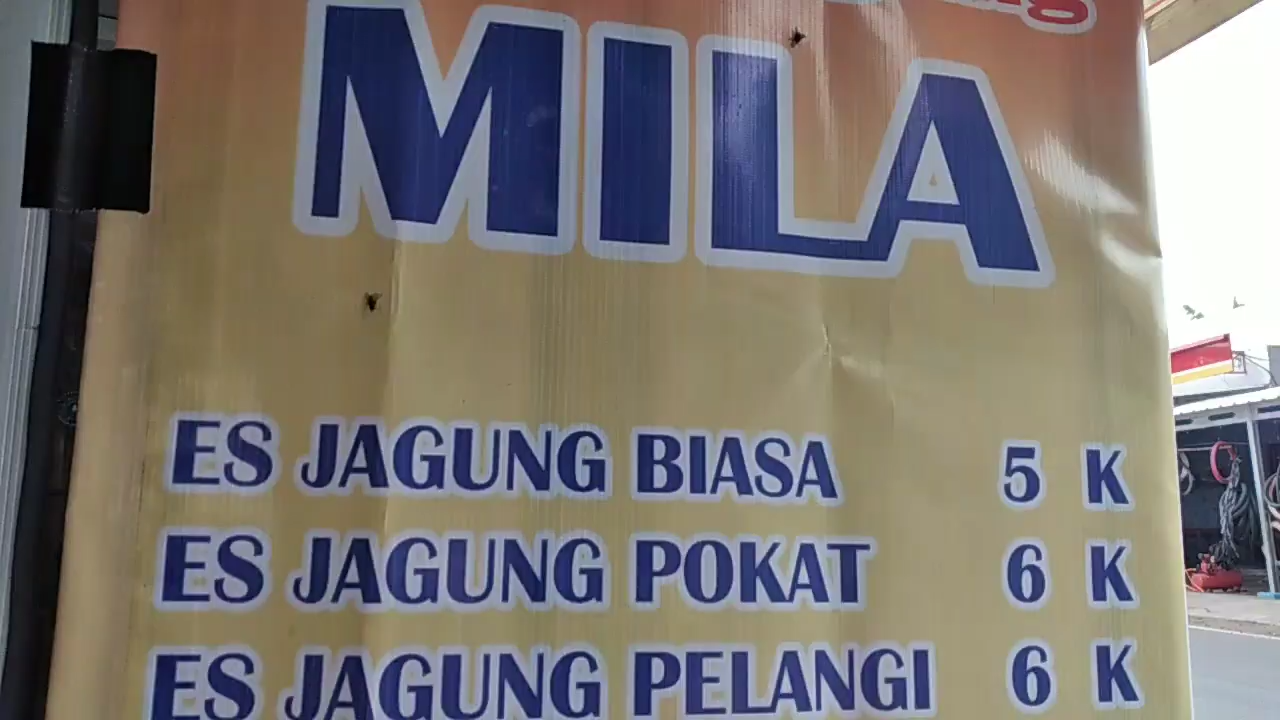 MILA
ES JAGUNG BIASA 5 K
ES JAGUNG POKAT 6 K
ES JAGUNG PELANGI 6 K